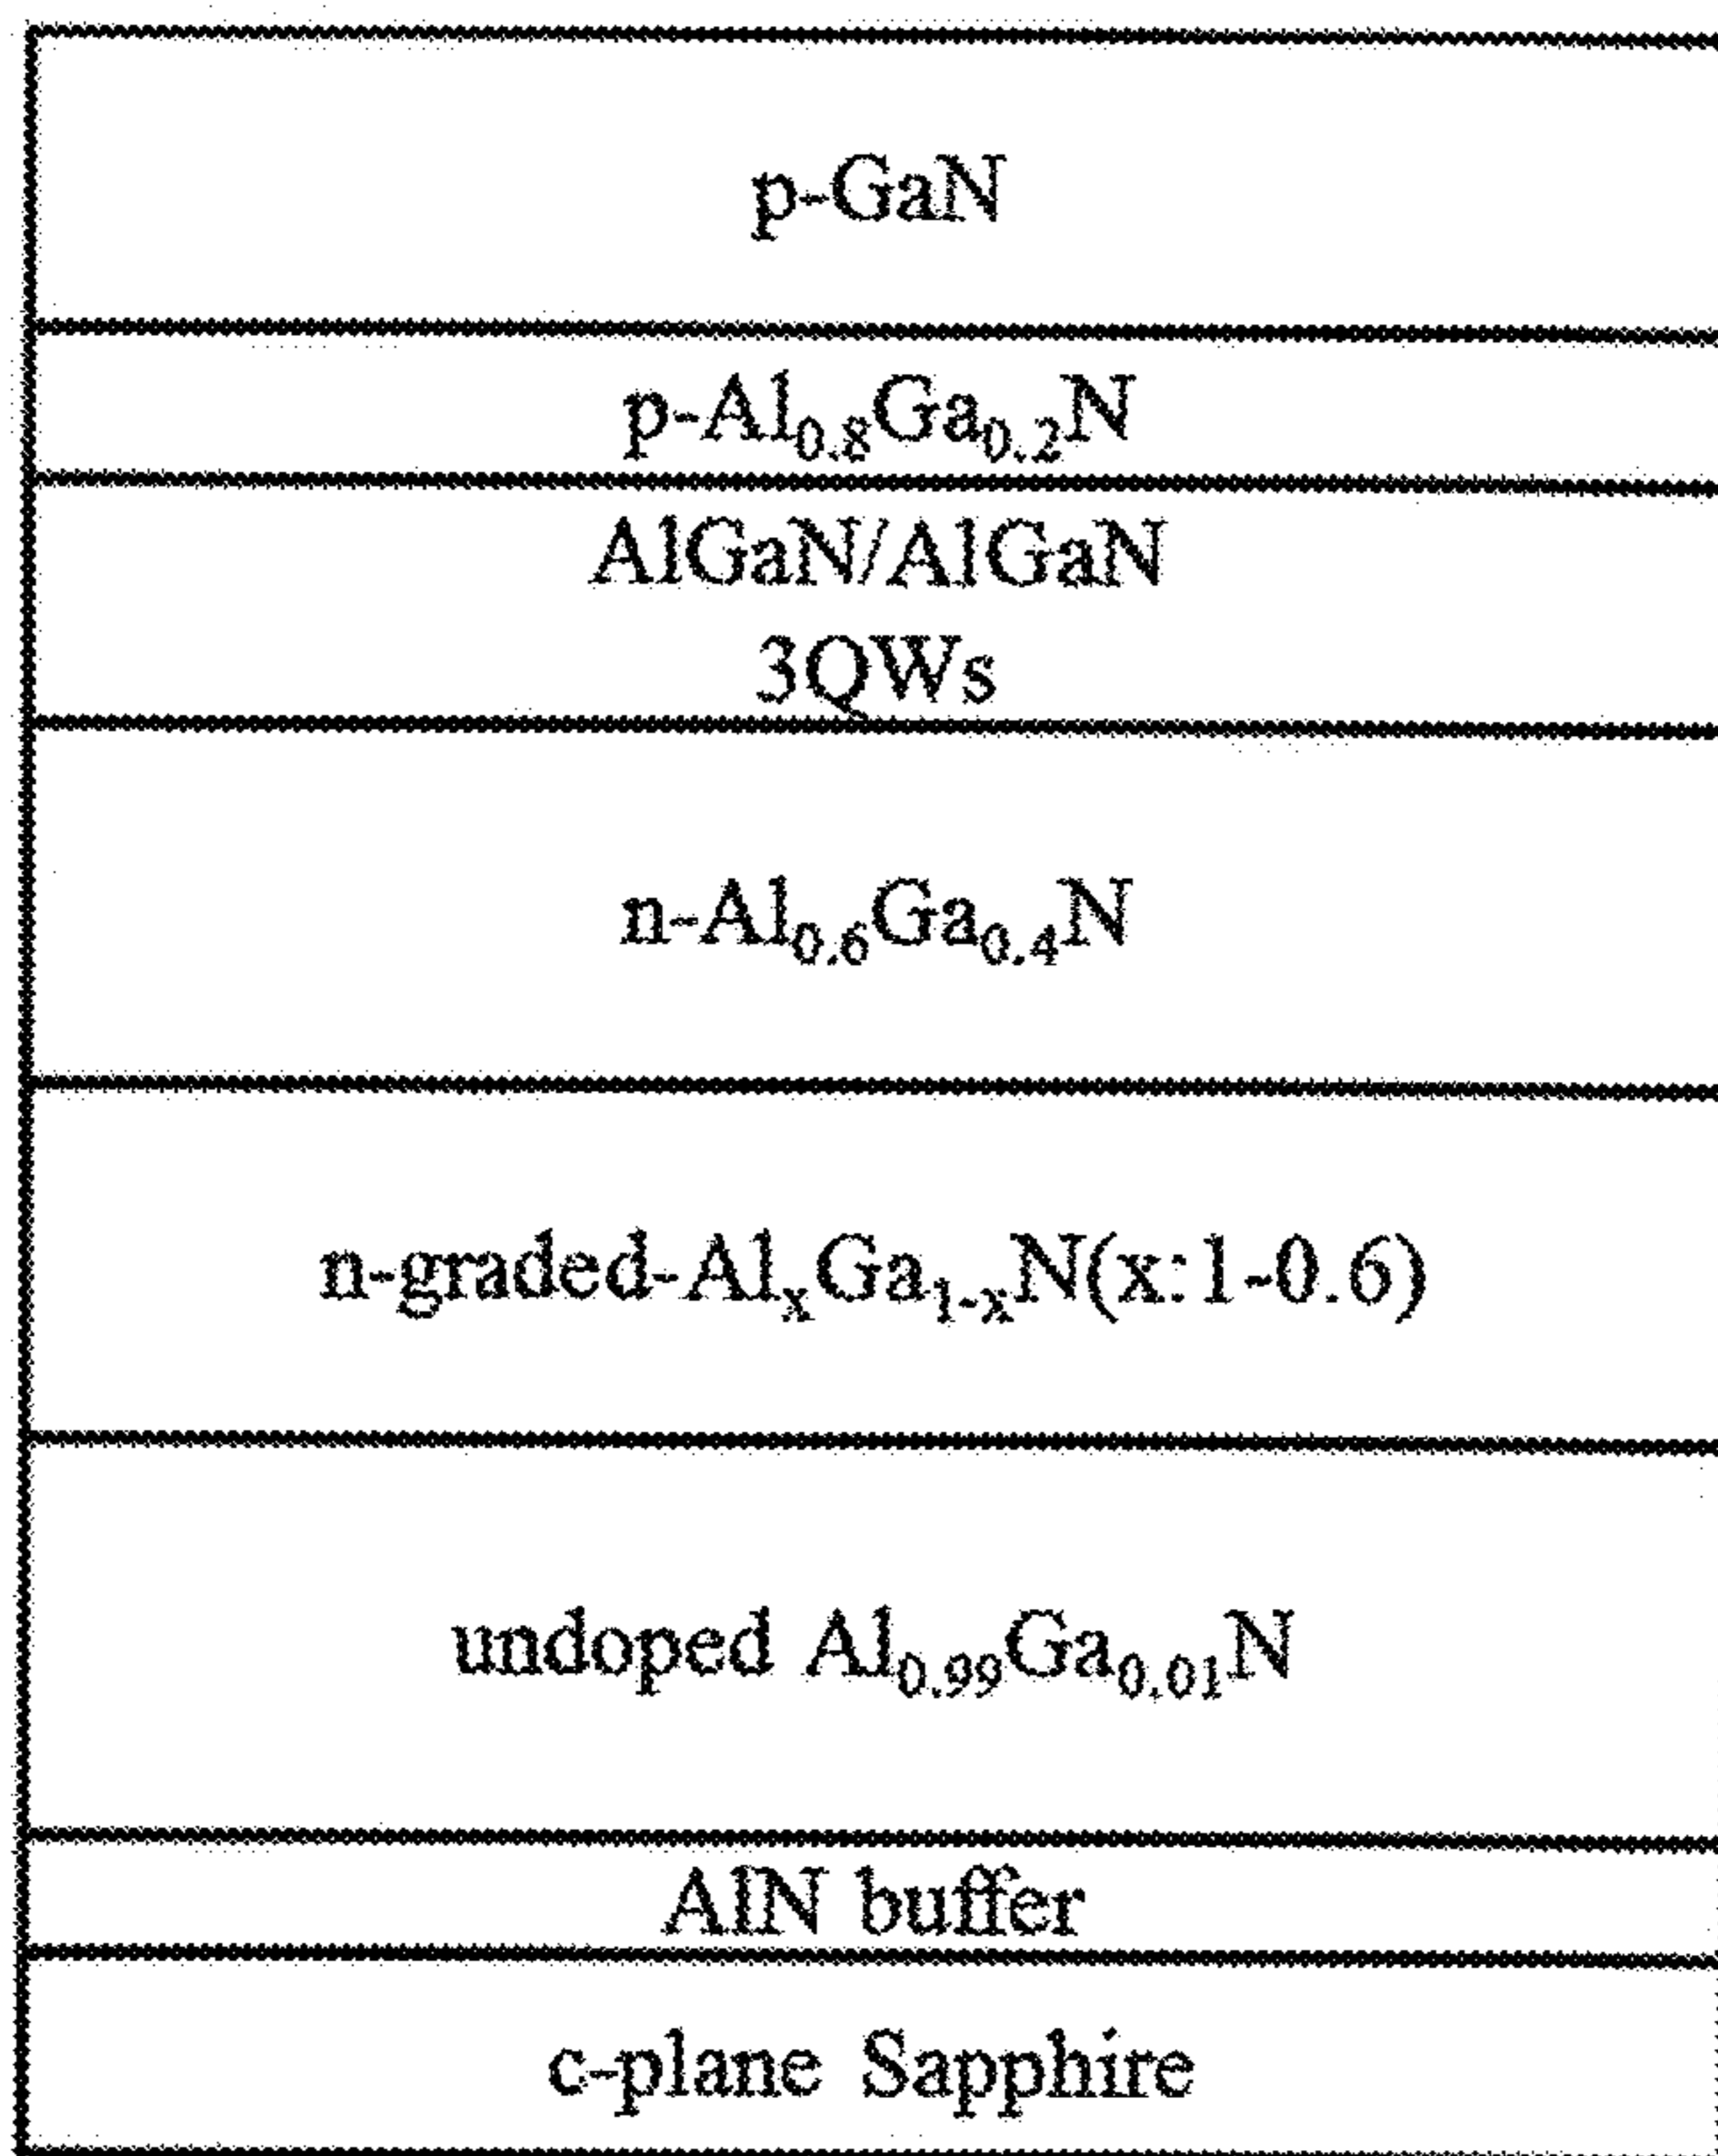 p-GaN
p-Al₀.₈Ga₀.₂N
AlGaN/AlGaN
3QWs
n-Al₀.₆Ga₀.₄N
n-graded-AlₓGa₁₋ₓN(x:1-0.6)
undoped Al₀.₉₉Ga₀.₀₁N
AlN buffer
c-plane Sapphire